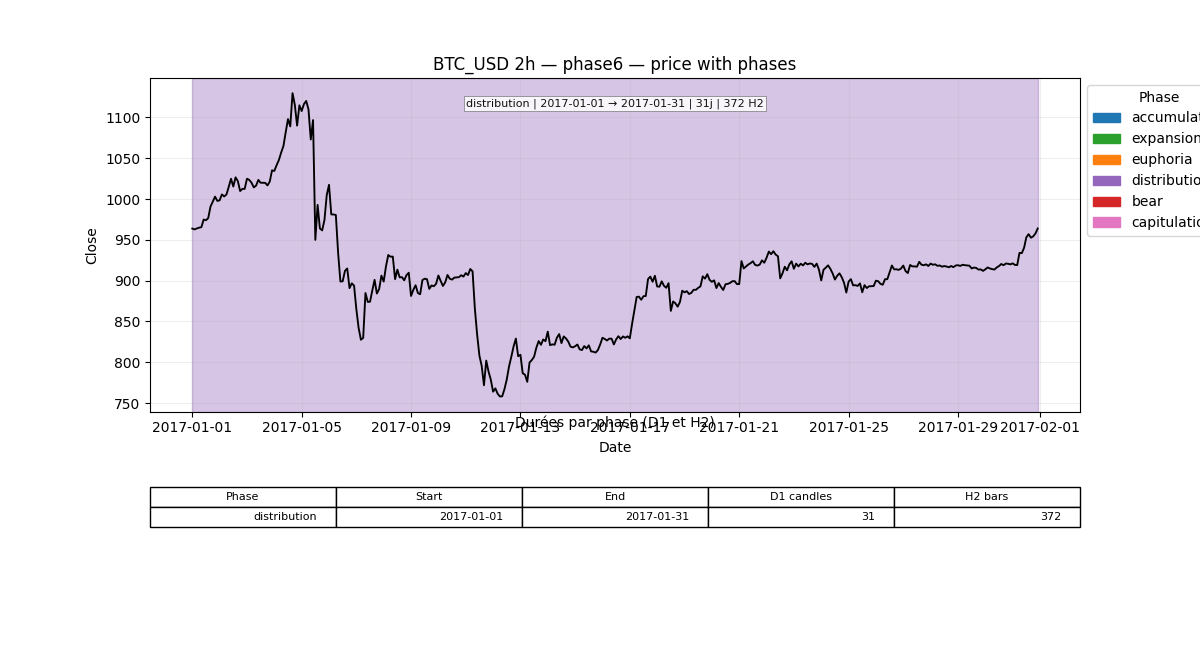 BTC_USD 2h — phase6 — price with phases
distribution | 2017-01-01 → 2017-01-31 | 31j | 372 H2
Phase
accumulat
expansion
euphoria
distributio
bear
capitulatio
Close
1100
1050
1000
950
900
850
800
750
2017-01-01 2017-01-05 2017-01-09 2017-01-13 2017-01-17 2017-01-21 2017-01-25 2017-01-29 2017-02-01
Durées par phase (D1 et H2)
Date
Phase Start End D1 candles H2 bars
distribution 2017-01-01 2017-01-31 31 372